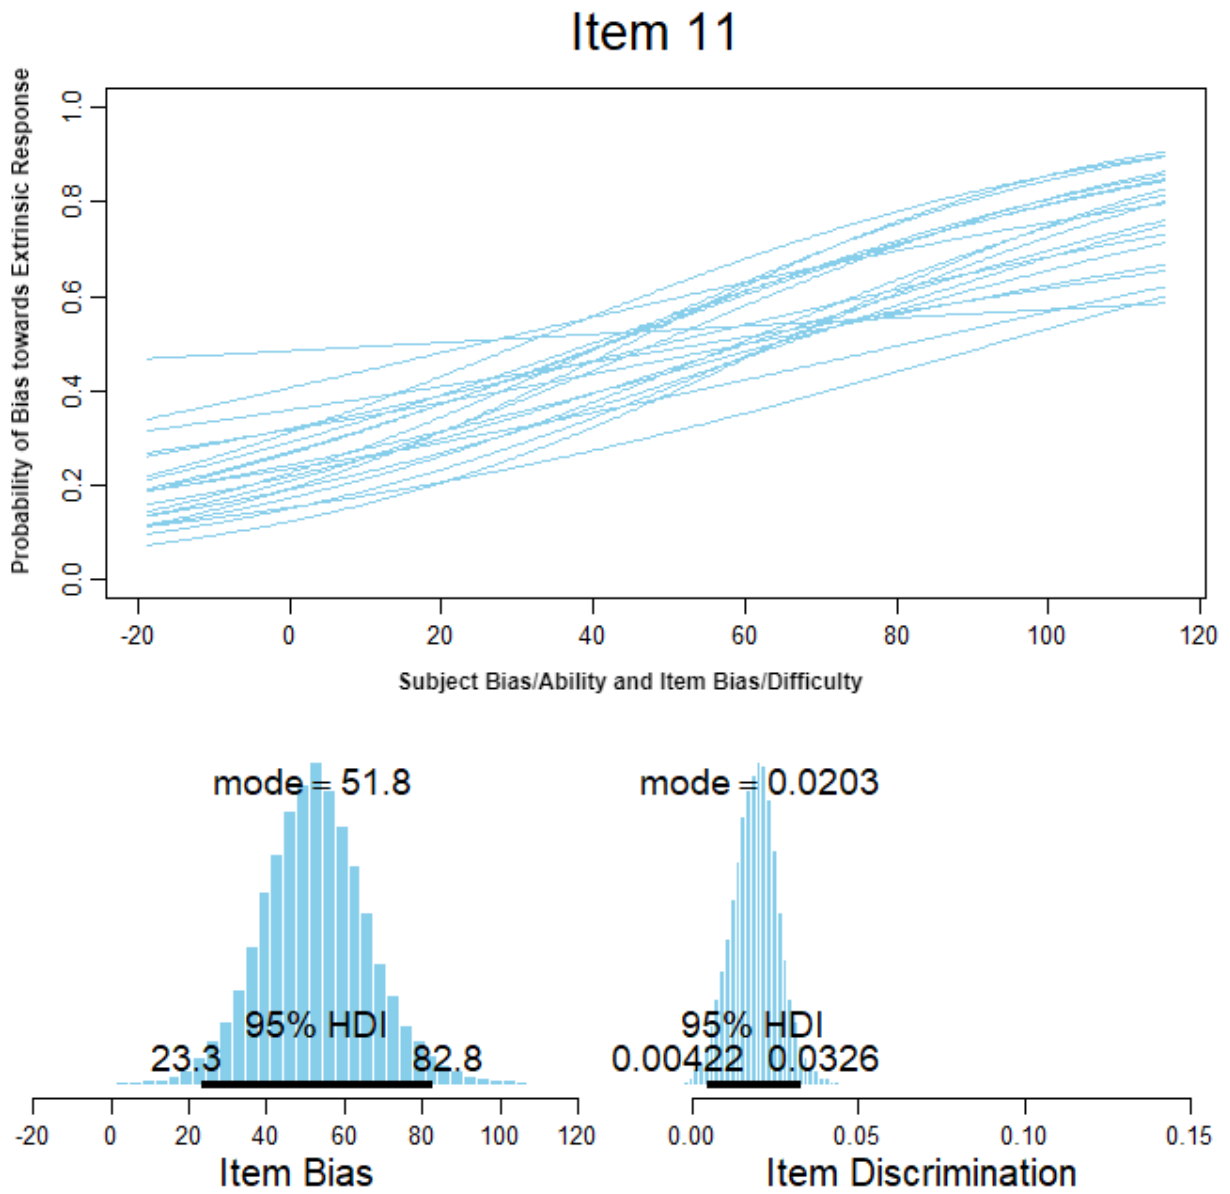 Item 11
Probability of Bias towards Extrinsic Response
1.0
0.8
0.6
0.4
0.2
0.0
-20 0 20 40 60 80 100 120
Subject Bias/Ability and Item Bias/Difficulty
mode = 51.8
95% HDI
23.3 82.8
-20 0 20 40 60 80 100 120
Item Bias
mode = 0.0203
95% HDI
0.00422 0.0326
0.00 0.05 0.10 0.15
Item Discrimination